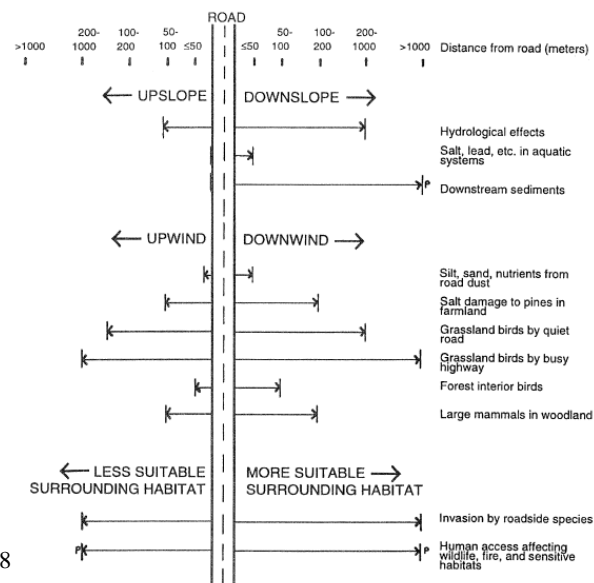 ROAD
>1000 200- 1000 100- 200 50- 100 ≤50 ≤50 50- 100 100- 200 200- 1000 >1000 Distance from road (meters)
UPSLOPE DOWNSLOPE
Hydrological effects
Salt, lead, etc. in aquatic
systems
P
Downstream sediments
UPWIND DOWNWIND
Silt, sand, nutrients from
road dust
Salt damage to pines in
farmland
Grassland birds by quiet
road
Grassland birds by busy
highway
Forest interior birds
Large mammals in woodland
LESS SUITABLE MORE SUITABLE
SURROUNDING HABITAT SURROUNDING HABITAT
Invasion by roadside species
P P Human access affecting
wildlife, fire, and sensitive
habitats
8